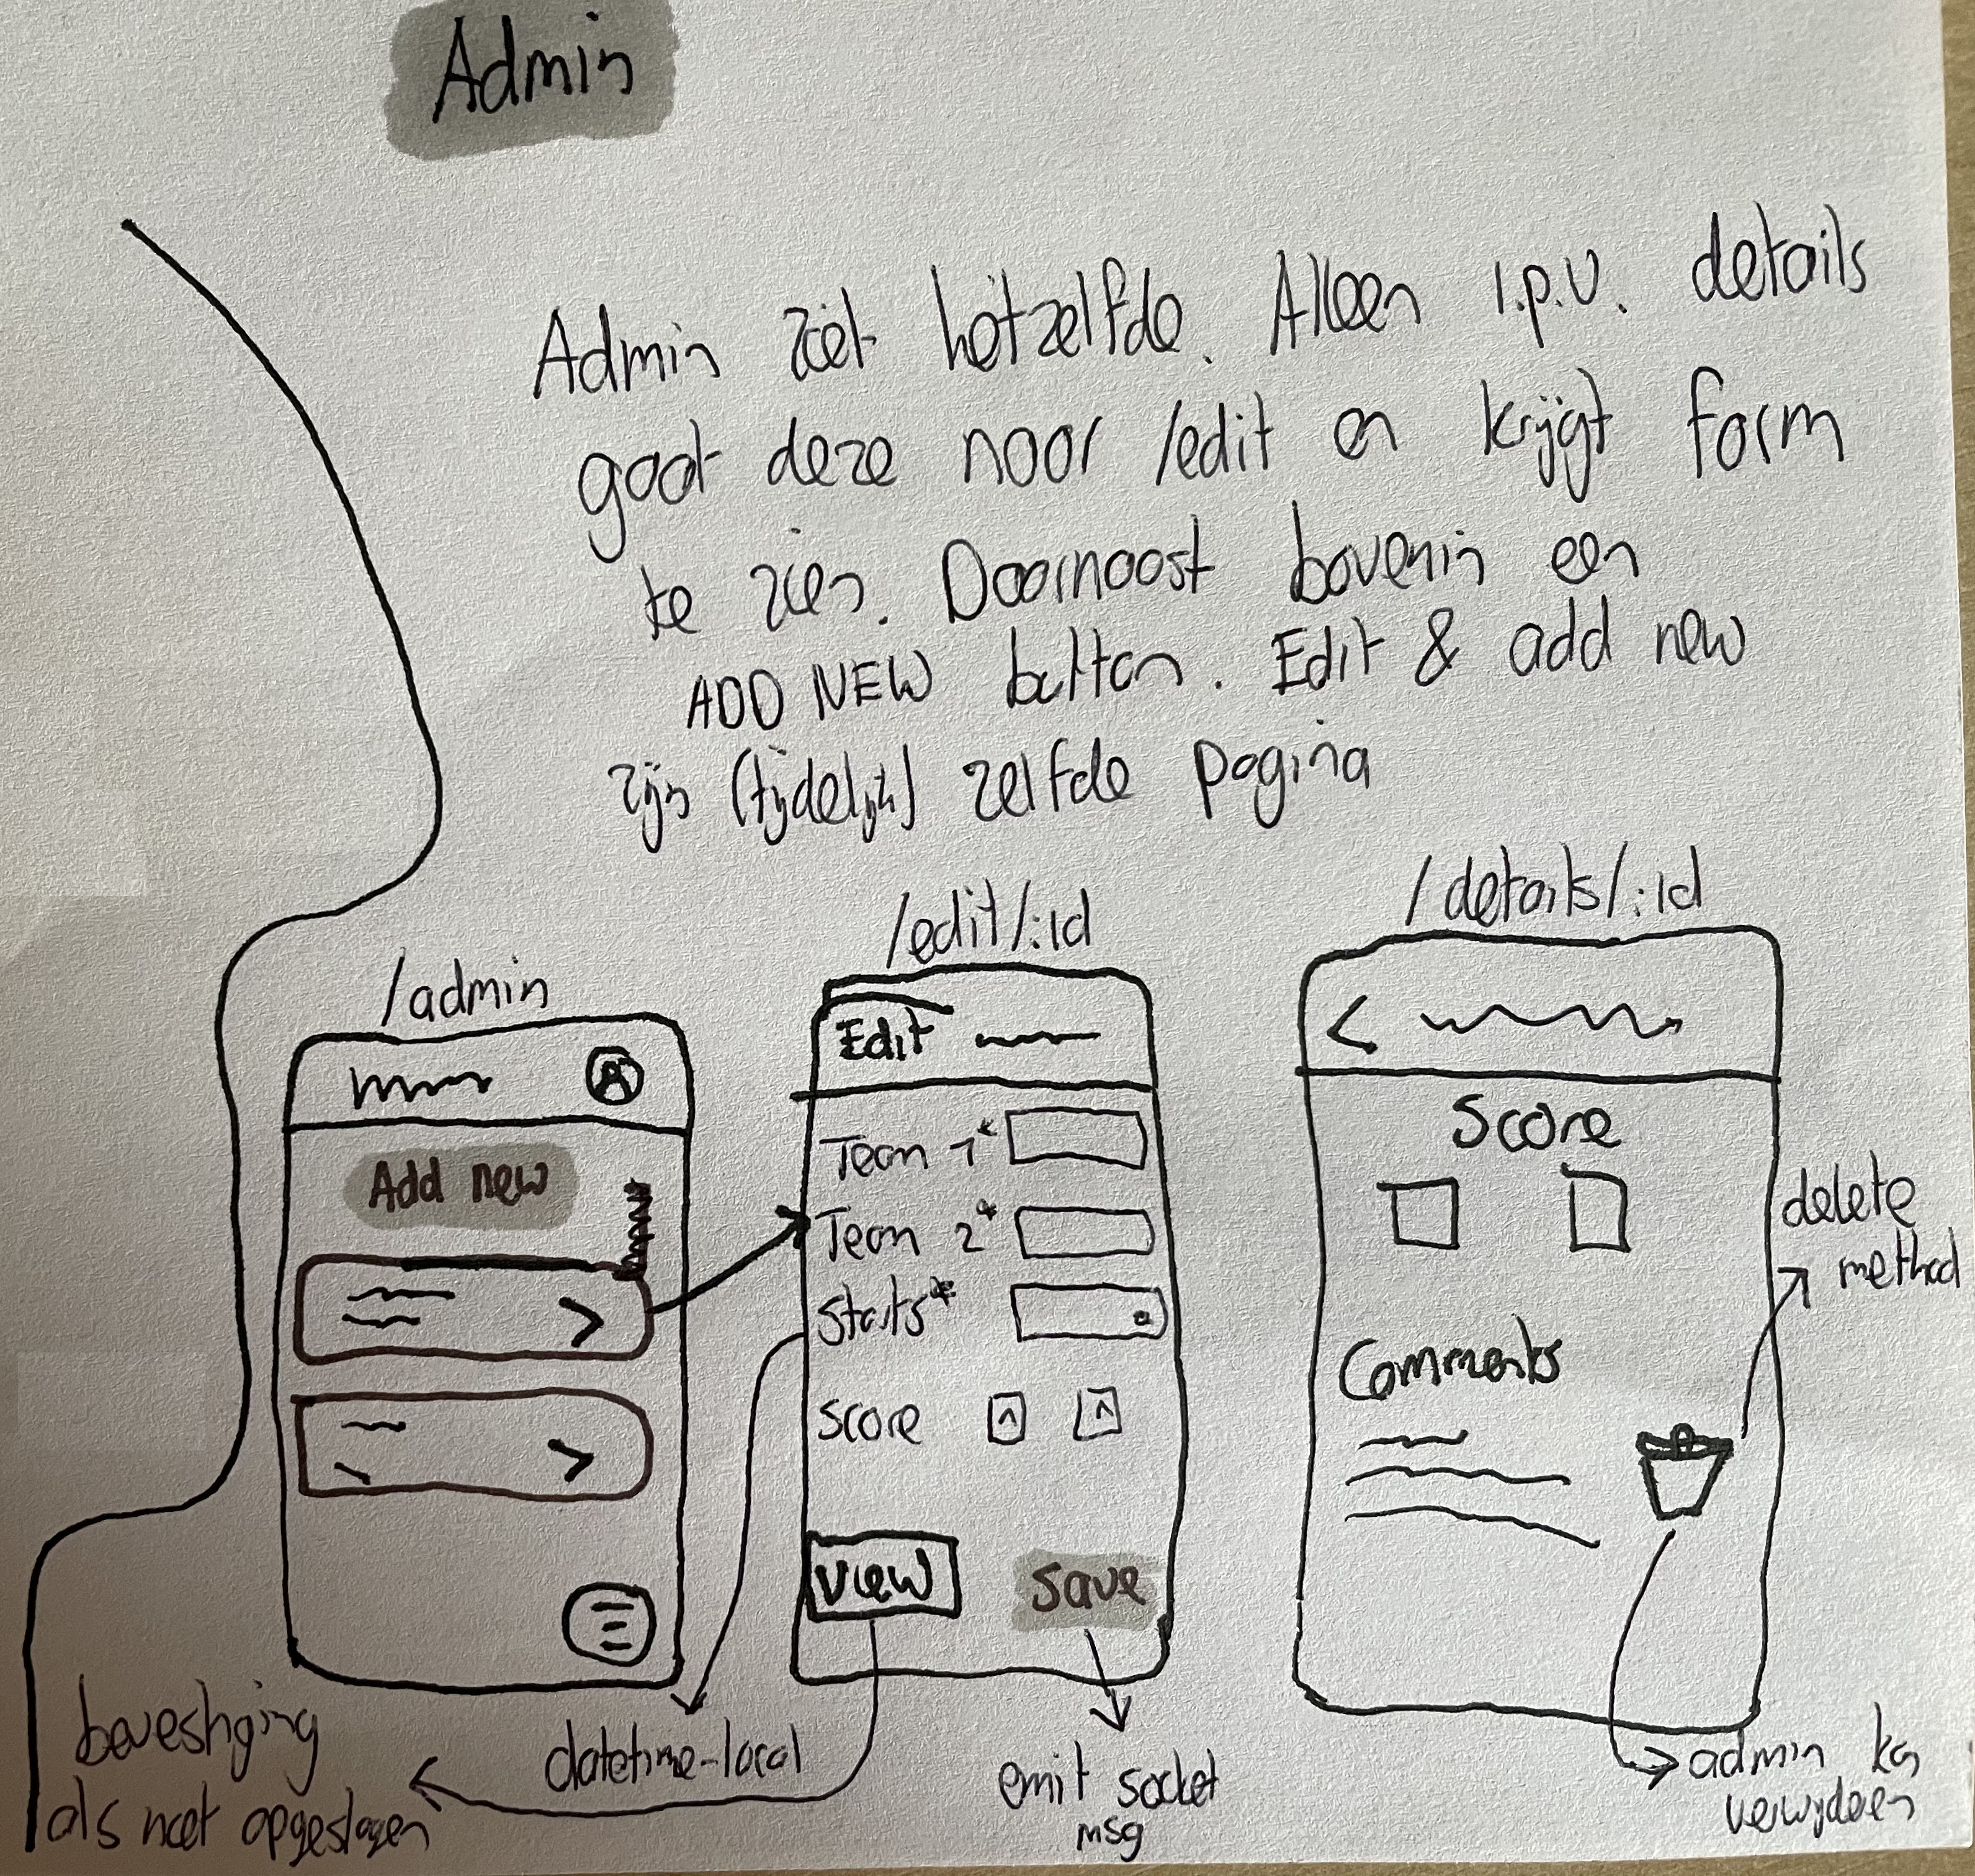 Admin
Admin ziet hetzelfde. Alleen i.p.v. details
gaat deze naar /edit en krijgt form
te zien. Daarnaast bovenin een
ADD NEW button. Edit & add new
zijn (tijdelijk) zelfde pagina
/admin
Add new
/edit/:id
Edit
Team 1*
Team 2*
Starts*
Score
View
Save
/details/:id
<
Score
Comments
delete
method
bevestiging
als niet opgeslagen
datetime-local
emit socket
msg
admin kan
verwijderen